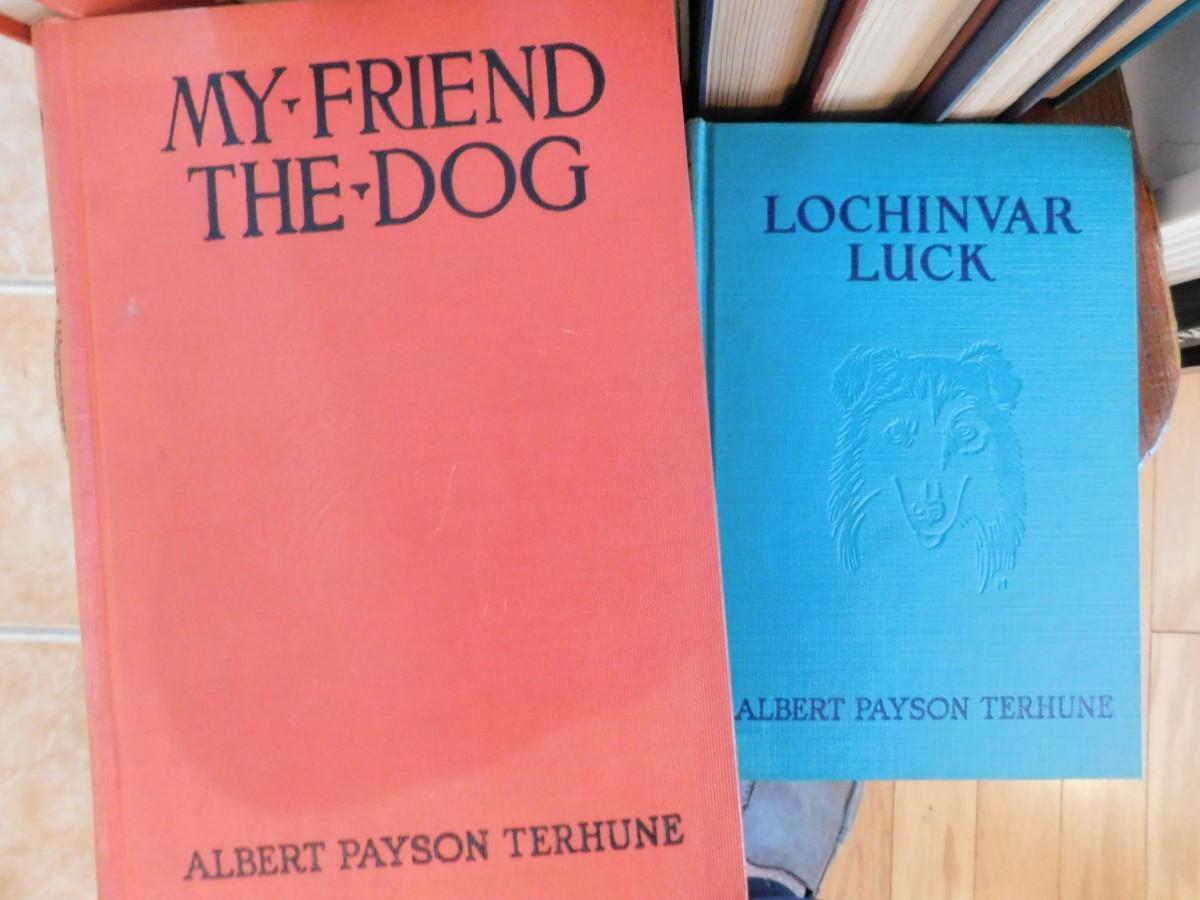 MY FRIEND
THE DOG
ALBERT PAYSON TERHUNE
LOCHINVAR
LUCK
ALBERT PAYSON TERHUNE